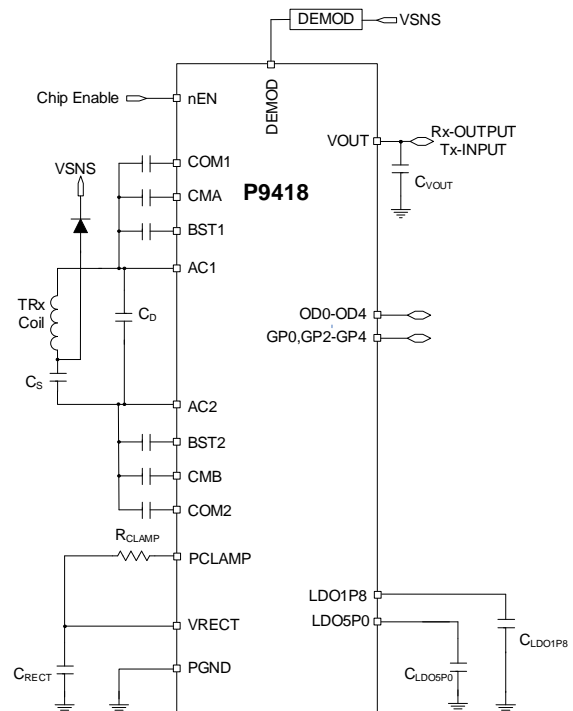 DEMOD
VSNS
Chip Enable
nEN
DEMOD
VOUT
Rx-OUTPUT
Tx-INPUT
COM1
VSNS
CMA
P9418
CVOUT
BST1
AC1
TRx
Coil
CD
OD0-OD4
GP0,GP2-GP4
CS
AC2
BST2
CMB
COM2
RCLAMP
PCLAMP
LDO1P8
VRECT
LDO5P0
CLDO1P8
CRECT
PGND
CLDO5P0